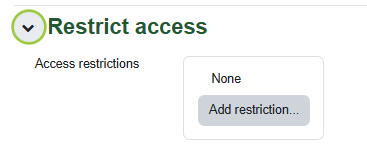 Restrict access
Access restrictions
None
Add restriction...